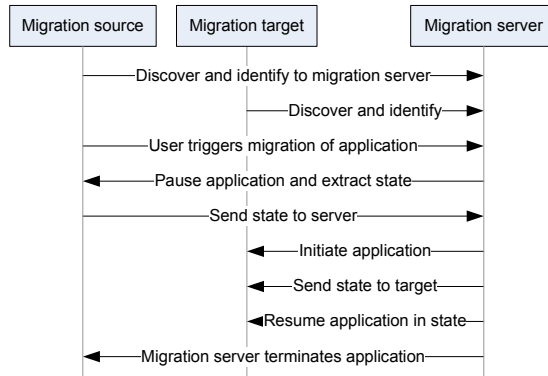 Migration source
Migration target
Migration server
Discover and identify to migration server
Discover and identify
User triggers migration of application
Pause application and extract state
Send state to server
Initiate application
Send state to target
Resume application in state
Migration server terminates application